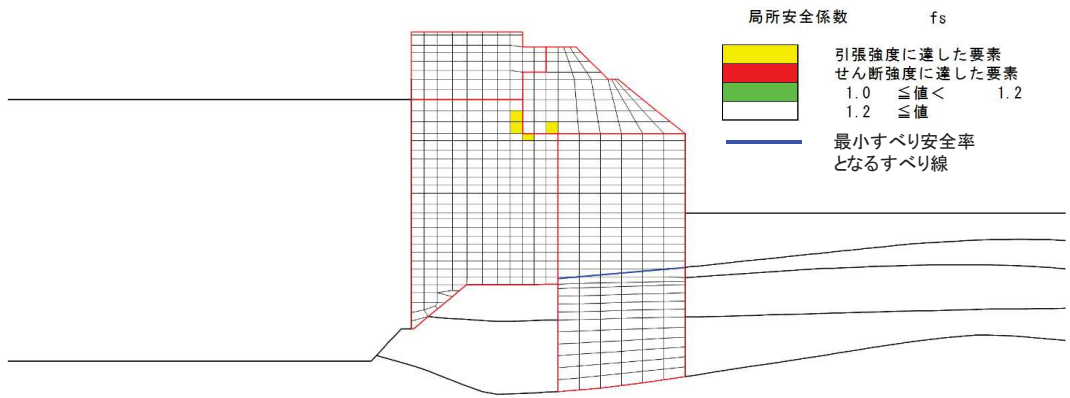 局所安全係数 fs
引張強度に達した要素
せん断強度に達した要素
1.0 ≦値< 1.2
1.2 ≦値
最小すべり安全率
となるすべり線